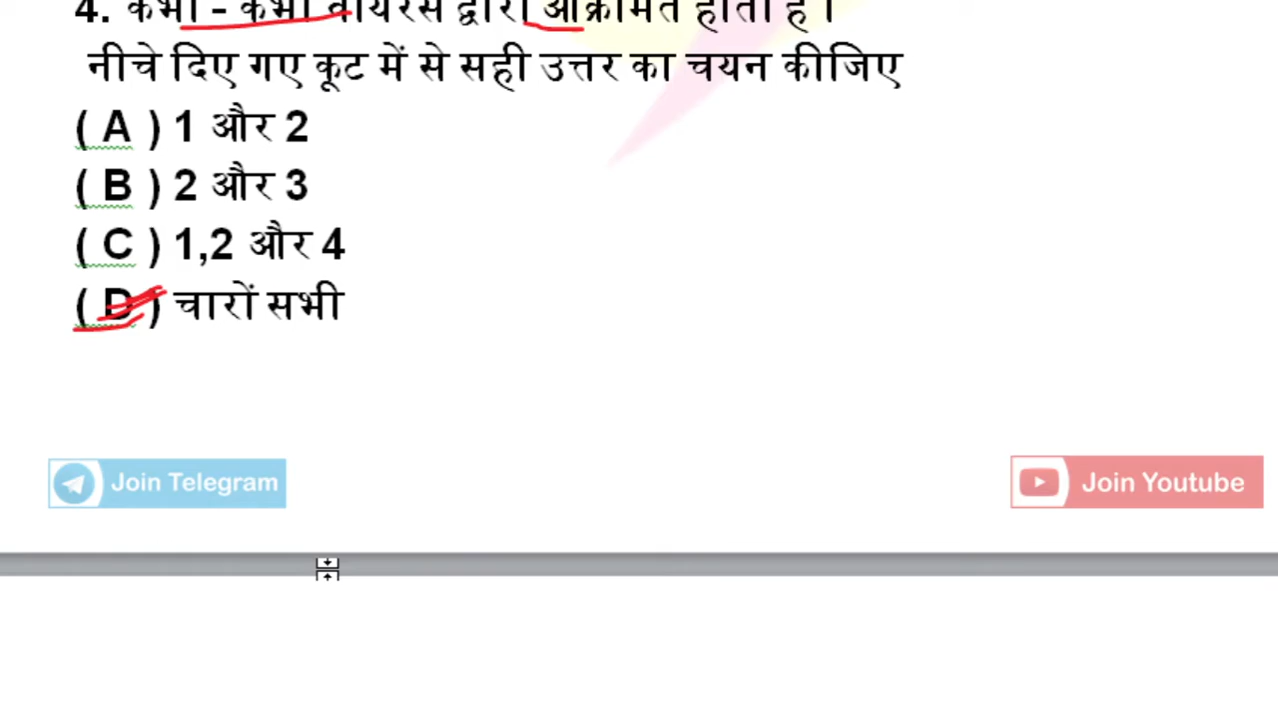 4. कभी - कभी वायरस द्वारा आक्रमित होता है ।
नीचे दिए गए कूट में से सही उत्तर का चयन कीजिए
( A ) 1 और 2
( B ) 2 और 3
( C ) 1,2 और 4
( D ) चारों सभी
Join Telegram
Join Youtube